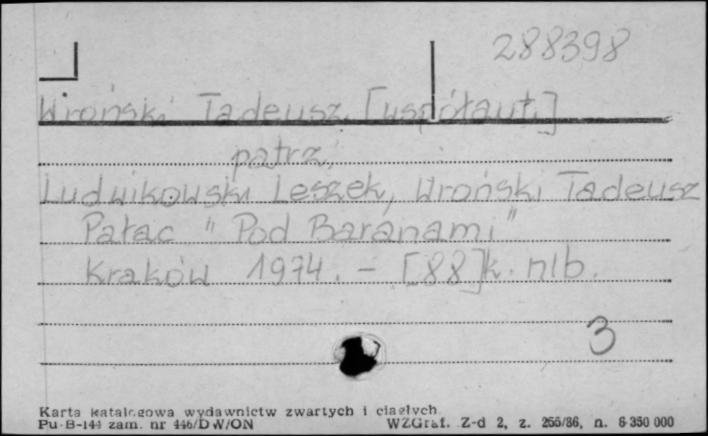 288398
Wroński Tadeusz [współaut.]
patrz,
Ludwikowski Leszek, Wroński Tadeusz
Pałac "Pod Baranami"
Kraków 1974. - [88]k. nlb.
3
Karta katalogowa wydawnictw zwartych i ciągłych
Pu-B-144 zam. nr 446/DW/ON WZGraf. Z-d 2, z. 255/86, n. 6 350 000